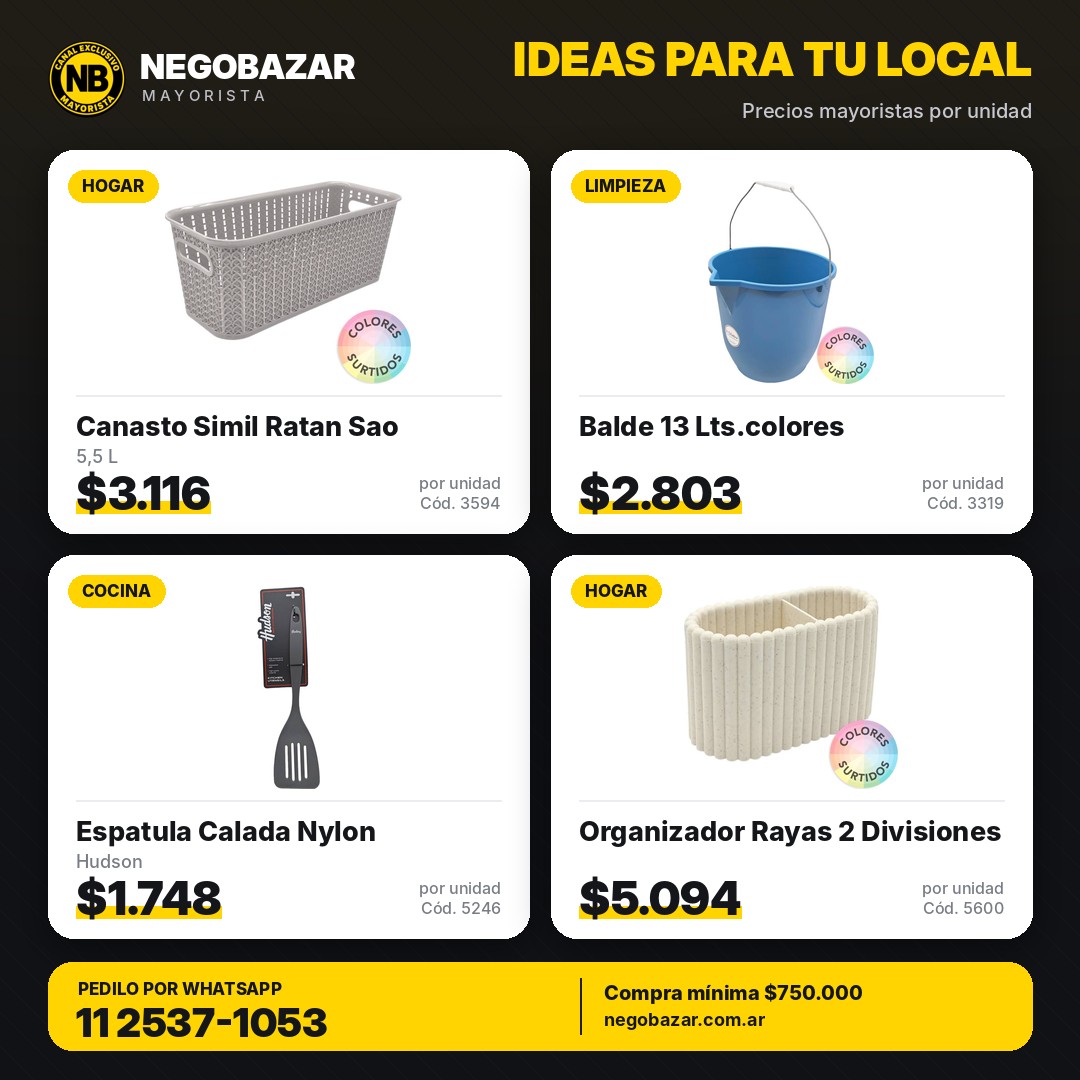 CANAL EXCLUSIVO
NB
MAYORISTA
NEGOBAZAR
MAYORISTA
IDEAS PARA TU LOCAL
Precios mayoristas por unidad
HOGAR
COLORES
SURTIDOS
Canasto Simil Ratan Sao
5,5 L
$3.116
por unidad
Cód. 3594
LIMPIEZA
COLORES
SURTIDOS
Balde 13 Lts.colores
$2.803
por unidad
Cód. 3319
COCINA
Hudson
Espatula Calada Nylon
Hudson
$1.748
por unidad
Cód. 5246
HOGAR
COLORES
SURTIDOS
Organizador Rayas 2 Divisiones
$5.094
por unidad
Cód. 5600
PEDILO POR WHATSAPP
11 2537-1053
Compra mínima $750.000
negobazar.com.ar